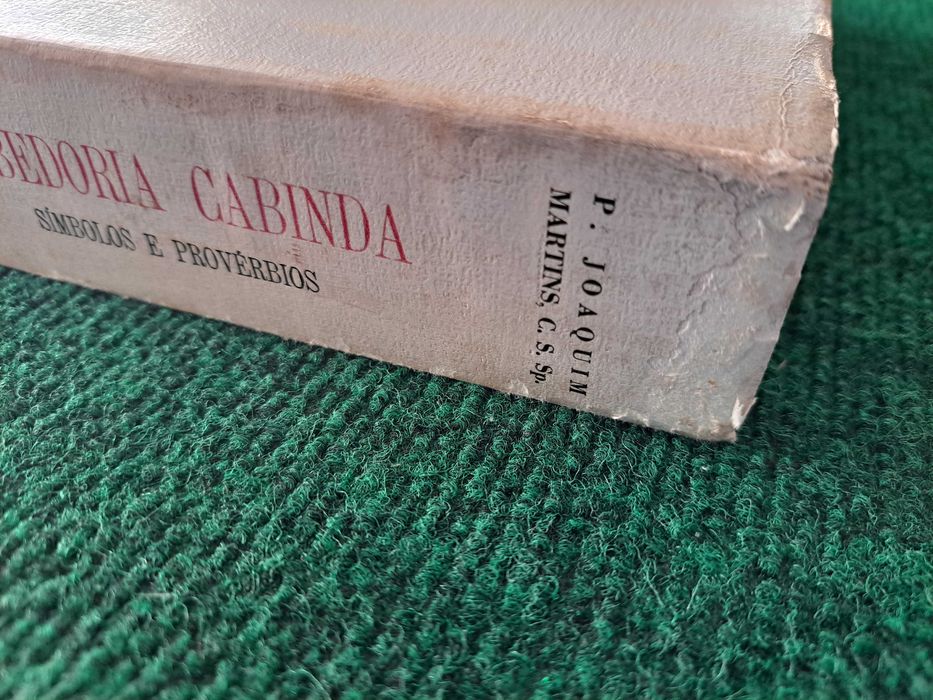 BEDORIA CABINDA
SÍMBOLOS E PROVÉRBIOS
P. JOAQUIM
MARTINS, C. S. Sp.